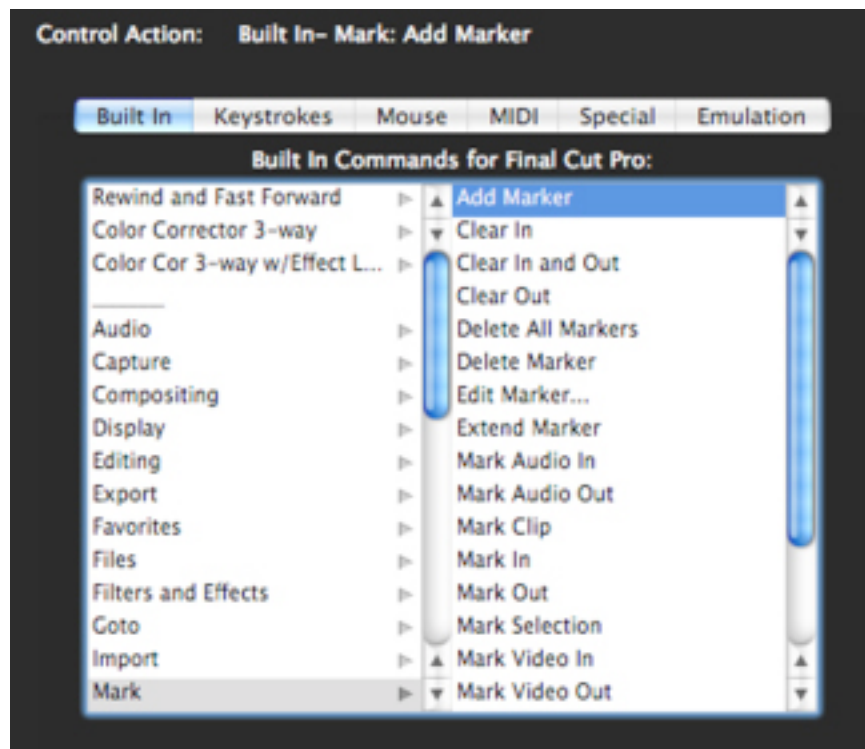 Control Action: Built In- Mark: Add Marker
Built In Keystrokes Mouse MIDI Special Emulation
Built In Commands for Final Cut Pro:
Rewind and Fast Forward
Color Corrector 3-way
Color Cor 3-way w/Effect L...
Audio
Capture
Compositing
Display
Editing
Export
Favorites
Files
Filters and Effects
Goto
Import
Mark
Add Marker
Clear In
Clear In and Out
Clear Out
Delete All Markers
Delete Marker
Edit Marker...
Extend Marker
Mark Audio In
Mark Audio Out
Mark Clip
Mark In
Mark Out
Mark Selection
Mark Video In
Mark Video Out